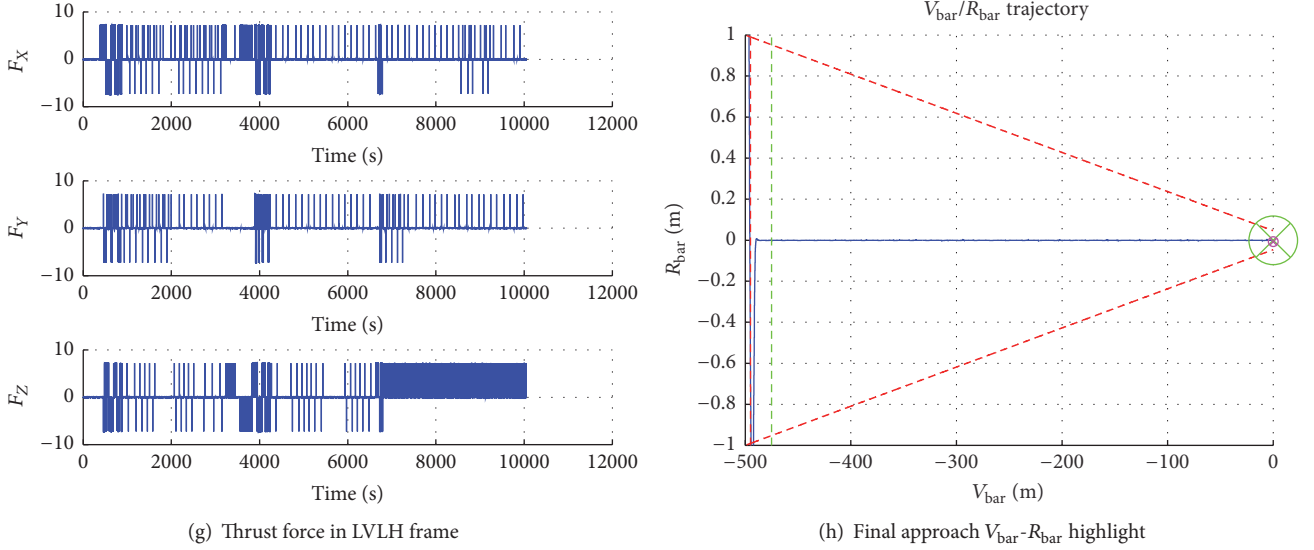 10
0
−10
F_X
0 2000 4000 6000 8000 10000 12000
Time (s)
10
0
−10
F_Y
0 2000 4000 6000 8000 10000 12000
Time (s)
10
0
−10
F_Z
0 2000 4000 6000 8000 10000 12000
Time (s)
(g) Thrust force in LVLH frame
V_bar/R_bar trajectory
1
0.8
0.6
0.4
0.2
0
−0.2
−0.4
−0.6
−0.8
−1
R_bar (m)
−500 −400 −300 −200 −100 0
V_bar (m)
(h) Final approach V_bar-R_bar highlight